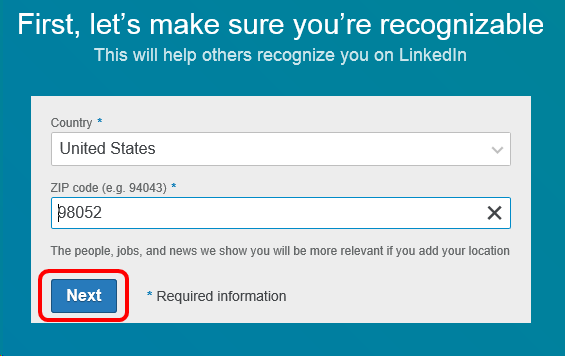 First, let's make sure you're recognizable
This will help others recognize you on LinkedIn
Country *
United States
ZIP code (e.g. 94043) *
98052
The people, jobs, and news we show you will be more relevant if you add your location
Next
* Required information